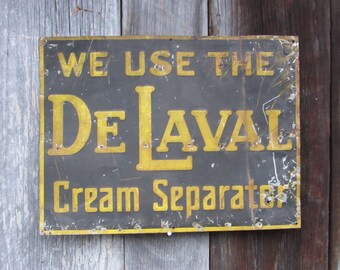 WE USE THE
DE LAVAL
Cream Separator